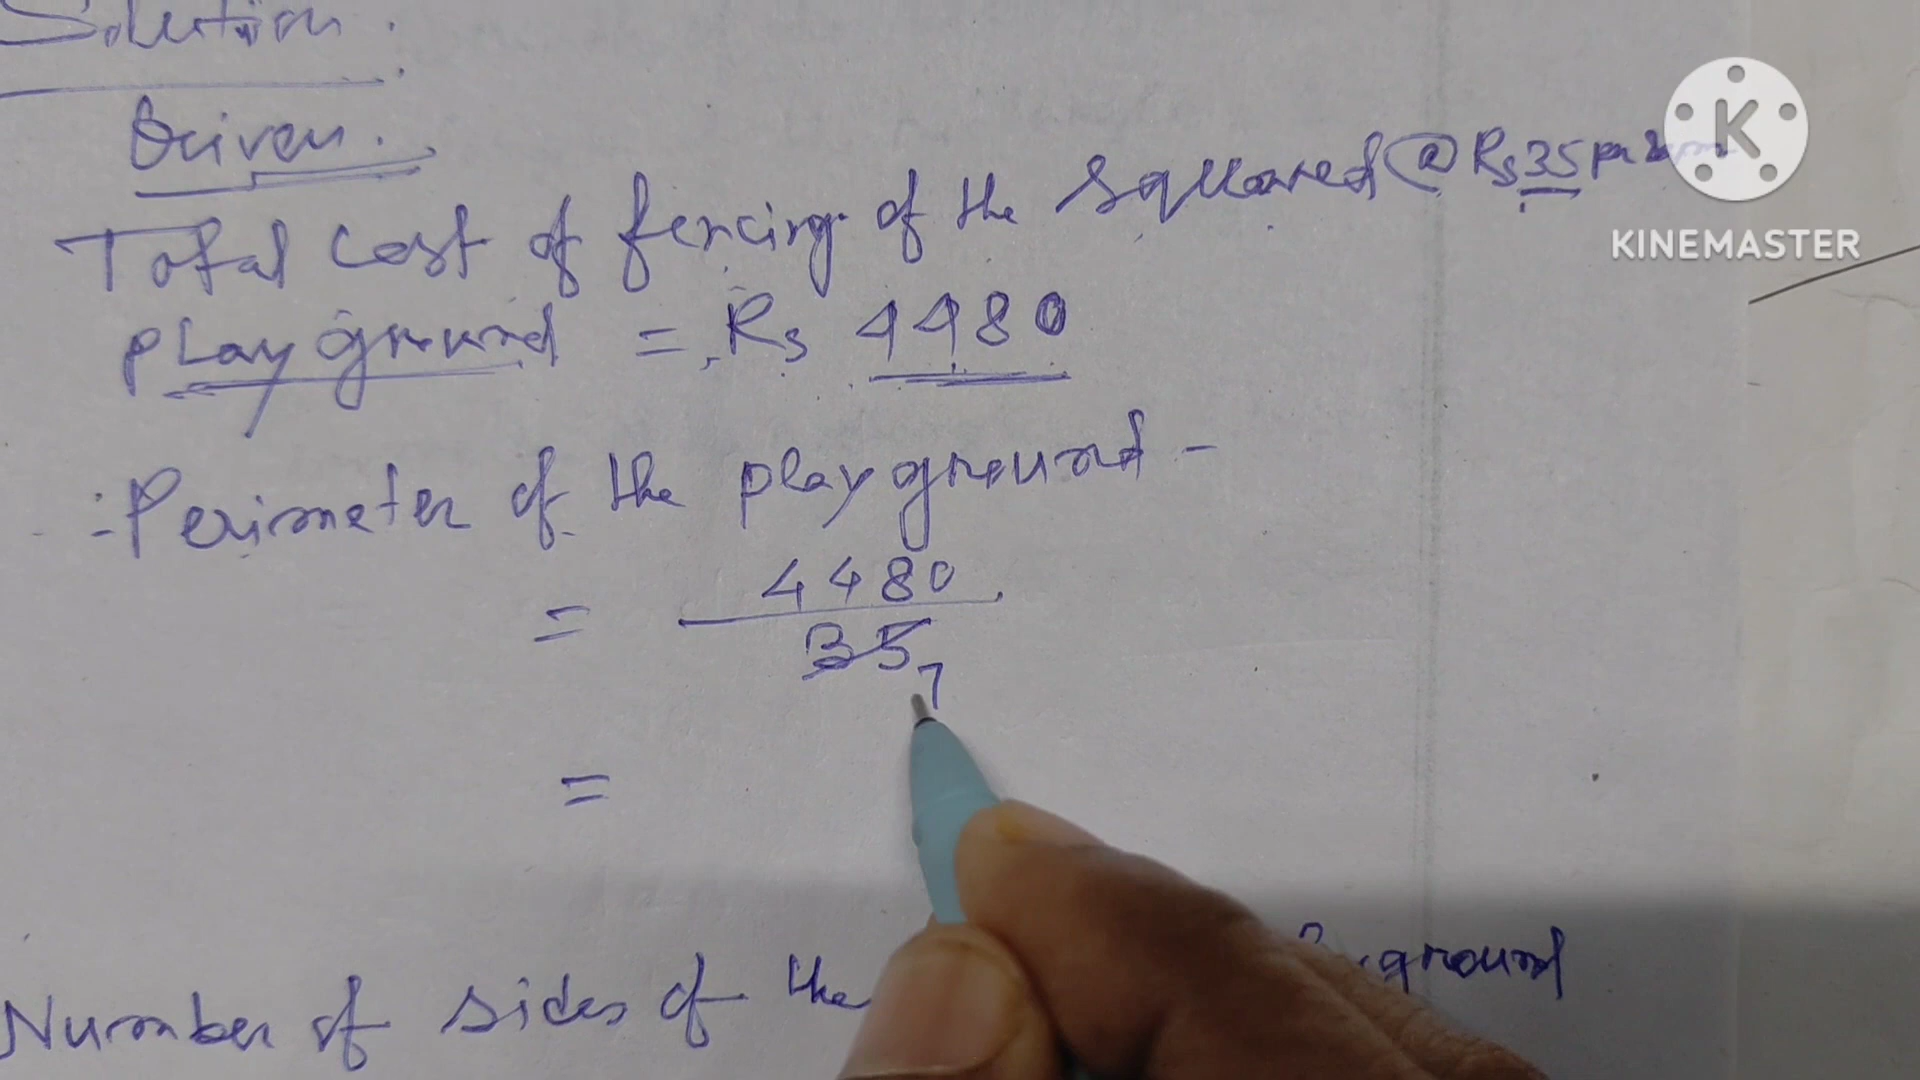 Solution:
Given.
Total cost of fencing of the squared @ Rs 35 per
playground = Rs 4480
∴ Perimeter of the playground -
= 4480
35 7
=
Number of sides of the ground
KINEMASTER